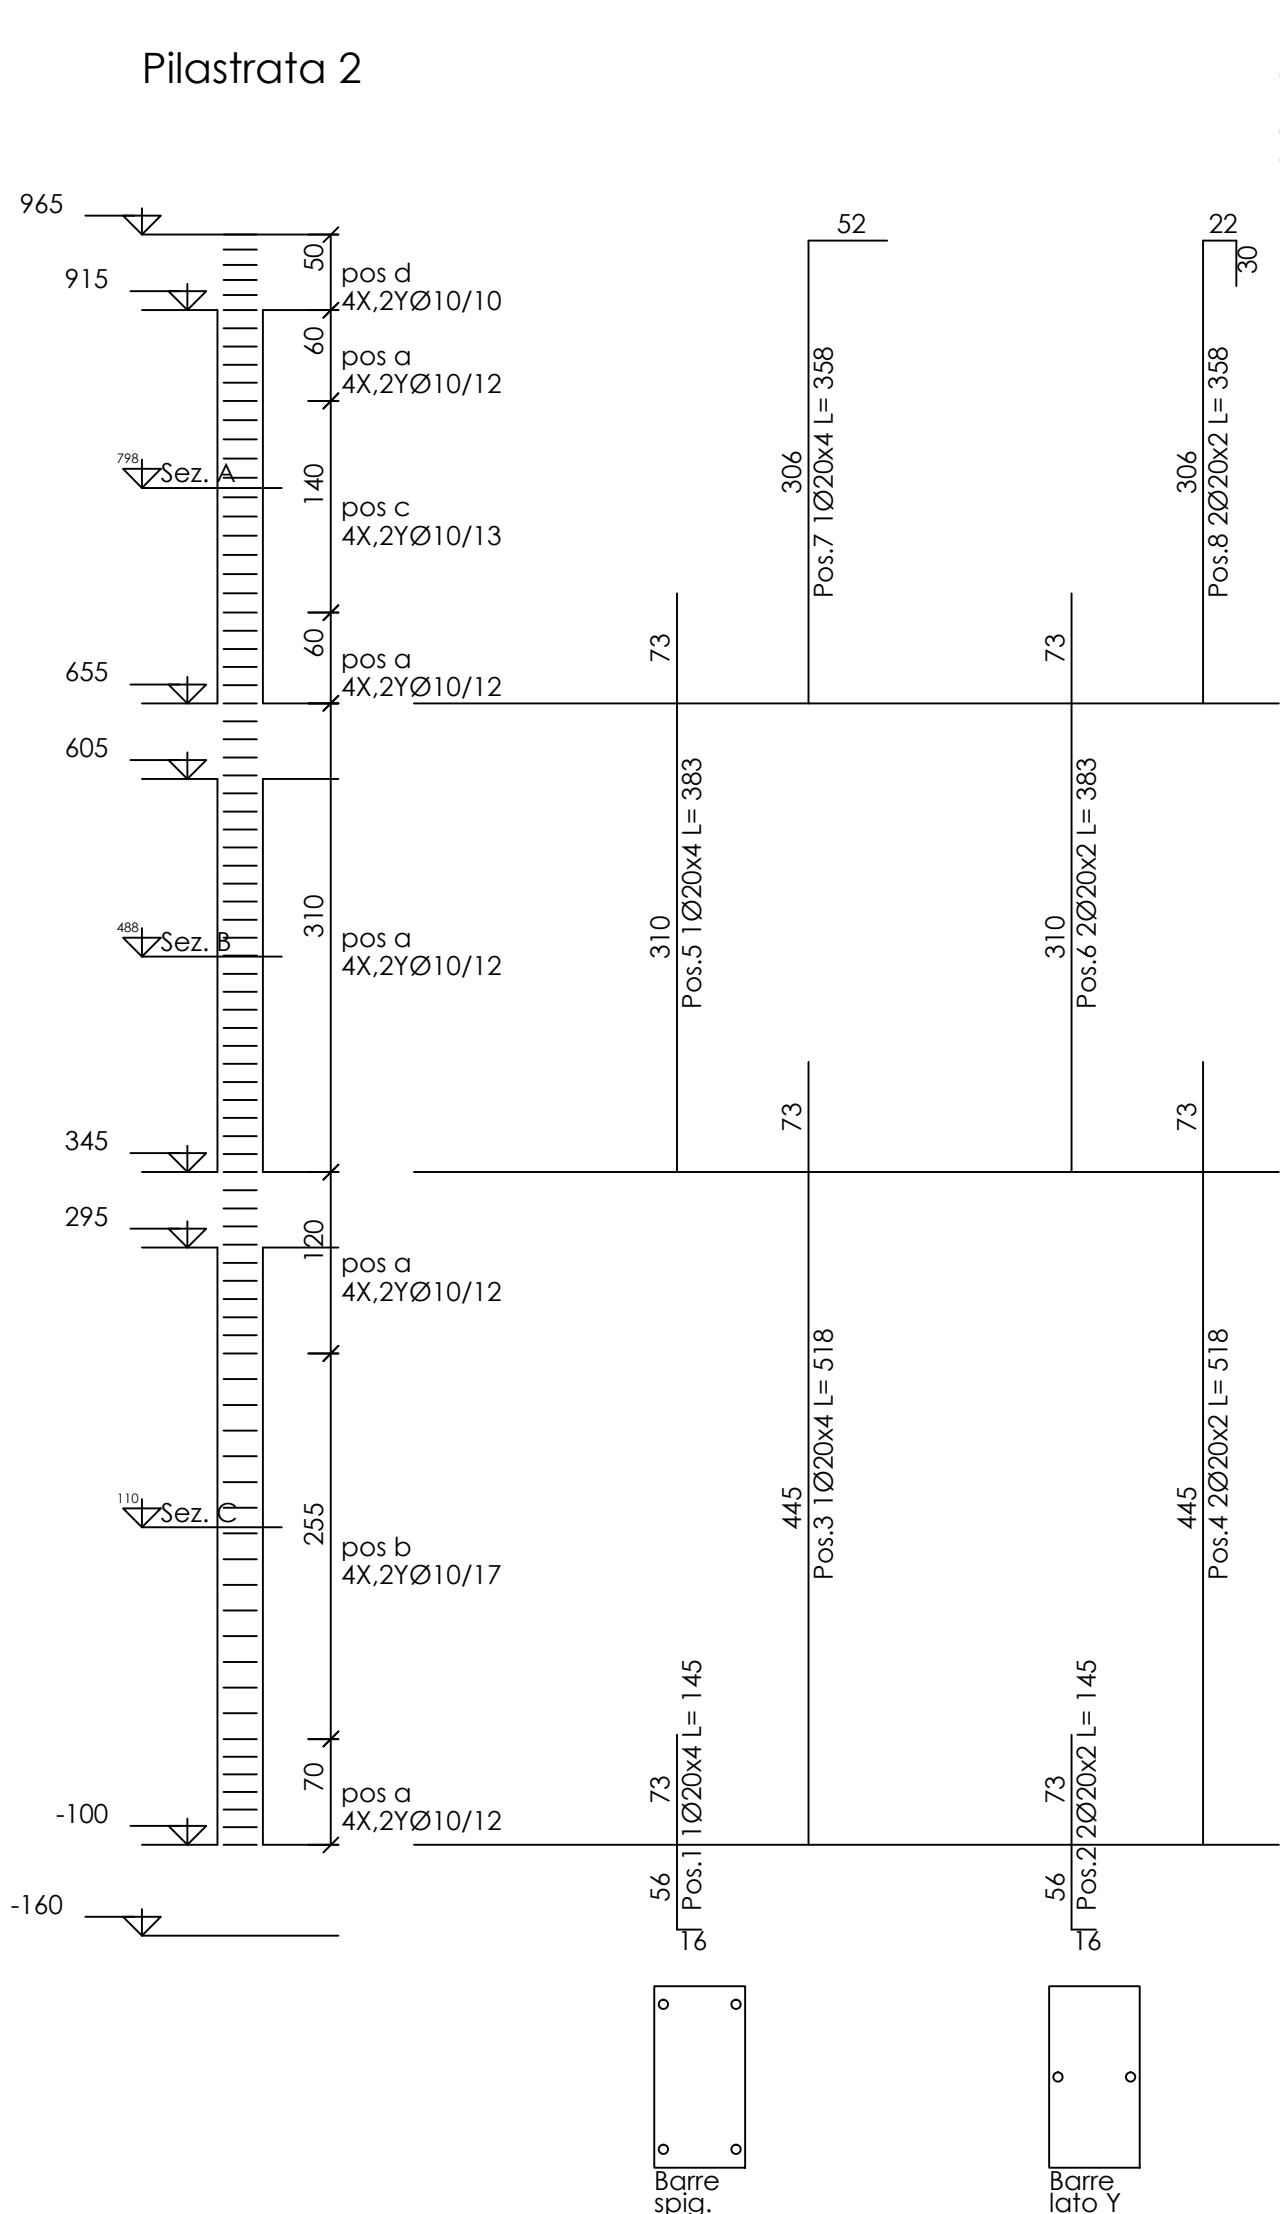 Pilastrata 2
965
50
52
22
30
pos d
4X,2YØ10/10
915
60
pos a
4X,2YØ10/12
306
Pos.7 1Ø20x4 L= 358
306
Pos.8 2Ø20x2 L= 358
798
Sez. A
140
pos c
4X,2YØ10/13
60
73
73
pos a
4X,2YØ10/12
655
605
310
Pos.5 1Ø20x4 L= 383
310
Pos.6 2Ø20x2 L= 383
310
488
Sez. B
pos a
4X,2YØ10/12
73
73
345
295
120
pos a
4X,2YØ10/12
445
Pos.3 1Ø20x4 L= 518
445
Pos.4 2Ø20x2 L= 518
110
Sez. C
255
pos b
4X,2YØ10/17
70
pos a
4X,2YØ10/12
-100
73
Pos.1 1Ø20x4 L= 145
73
Pos.2 2Ø20x2 L= 145
56
56
-160
16
16
Barre
spig.
Barre
lato Y